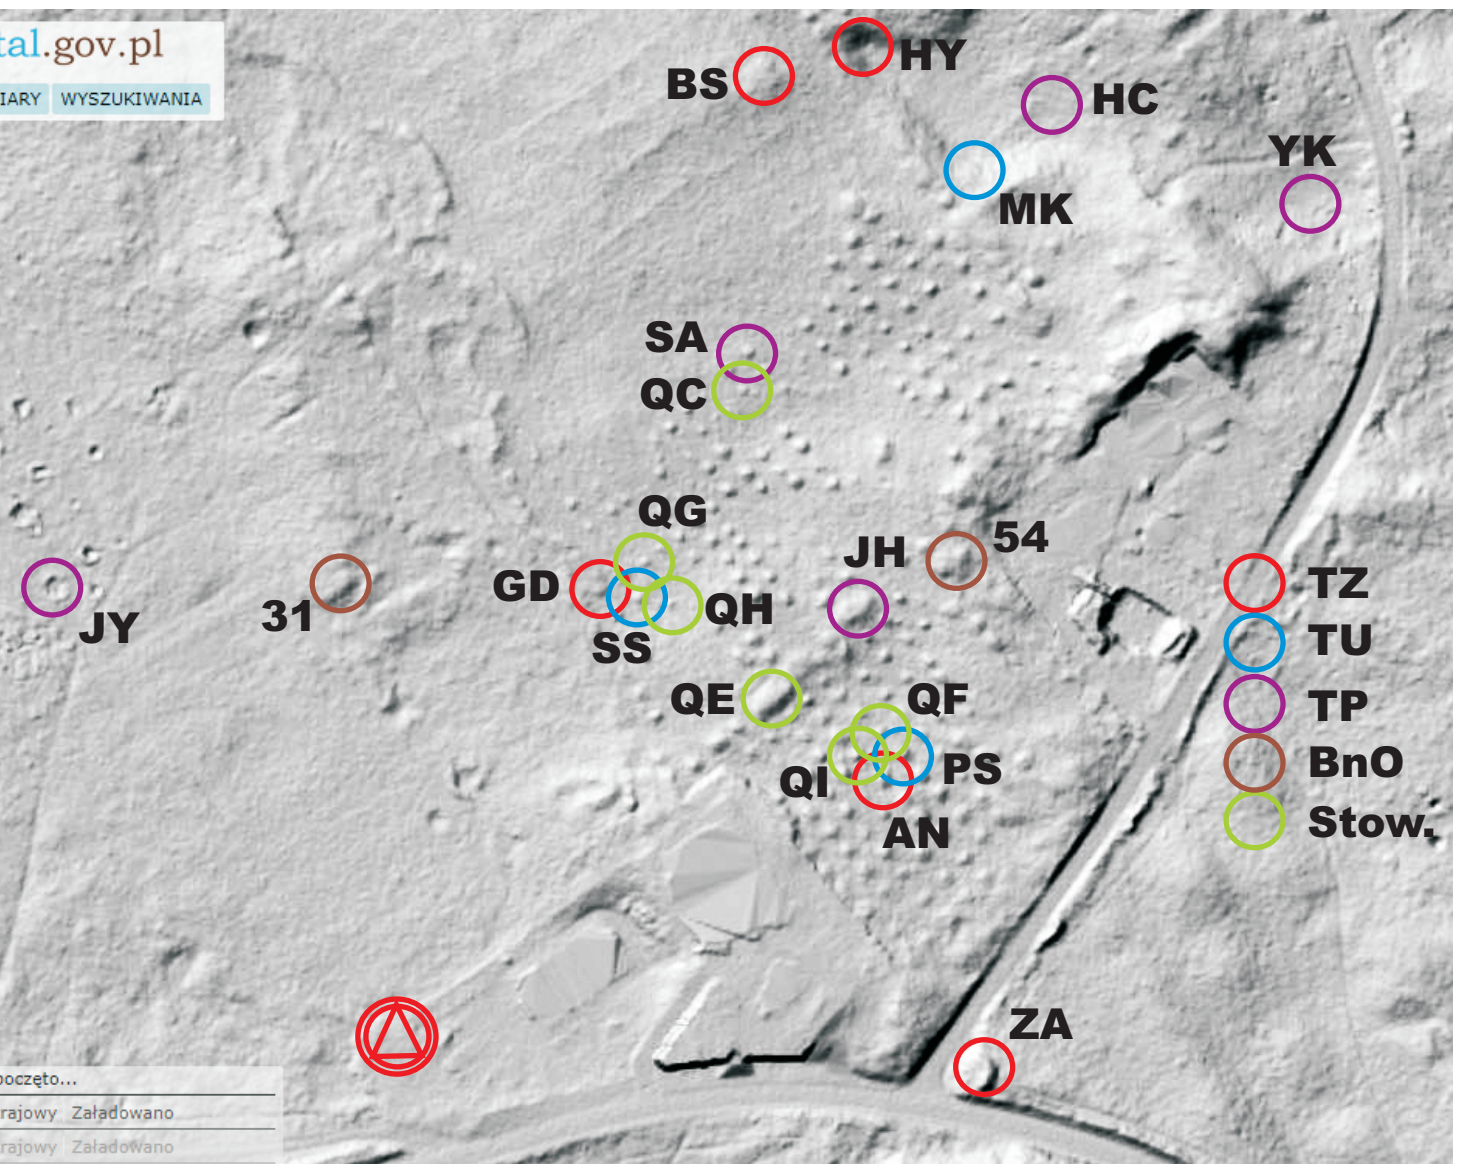 tal.gov.pl
IARY WYSZUKIWANIA
HY
BS
HC
YK
MK
SA
QC
QG
54
JH
GD
TZ
JY
31
QH
SS
TU
QE
QF
TP
PS
BnO
QI
AN
Stow.
ZA
poczęto...
rajowy Załadowano
rajowy Załadowano